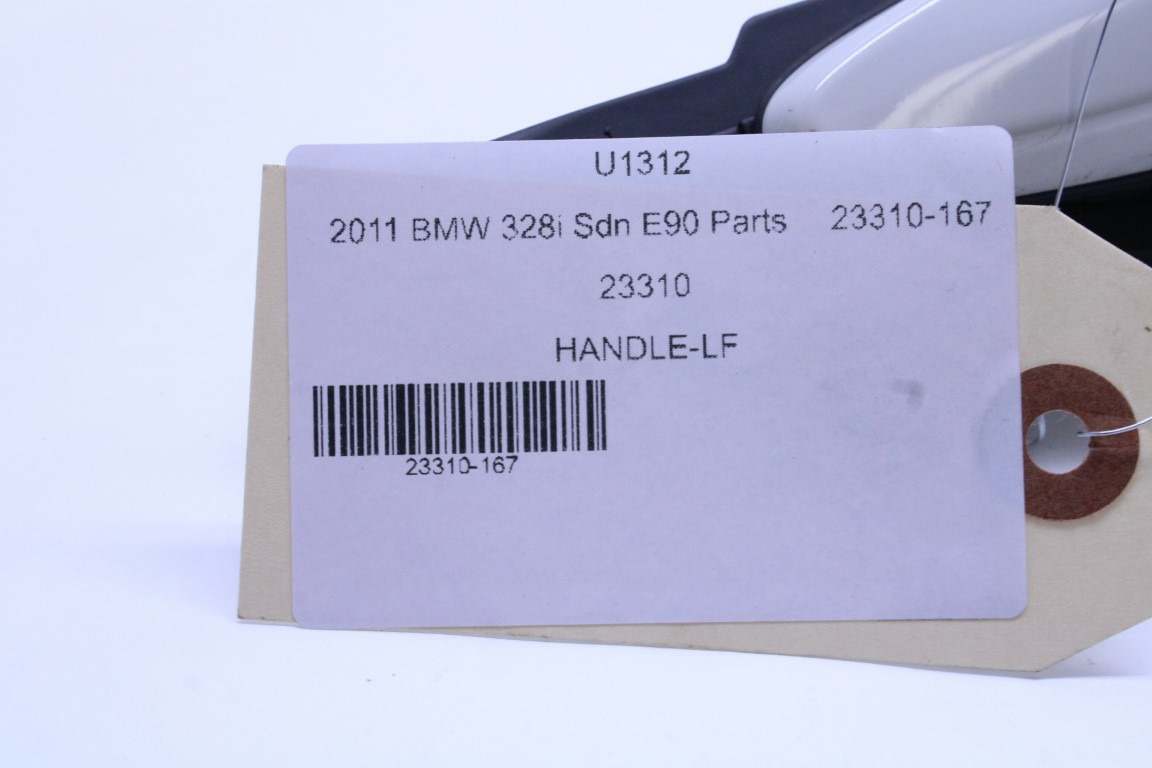 U1312
2011 BMW 328i Sdn E90 Parts 23310-167
23310
HANDLE-LF
23310-167